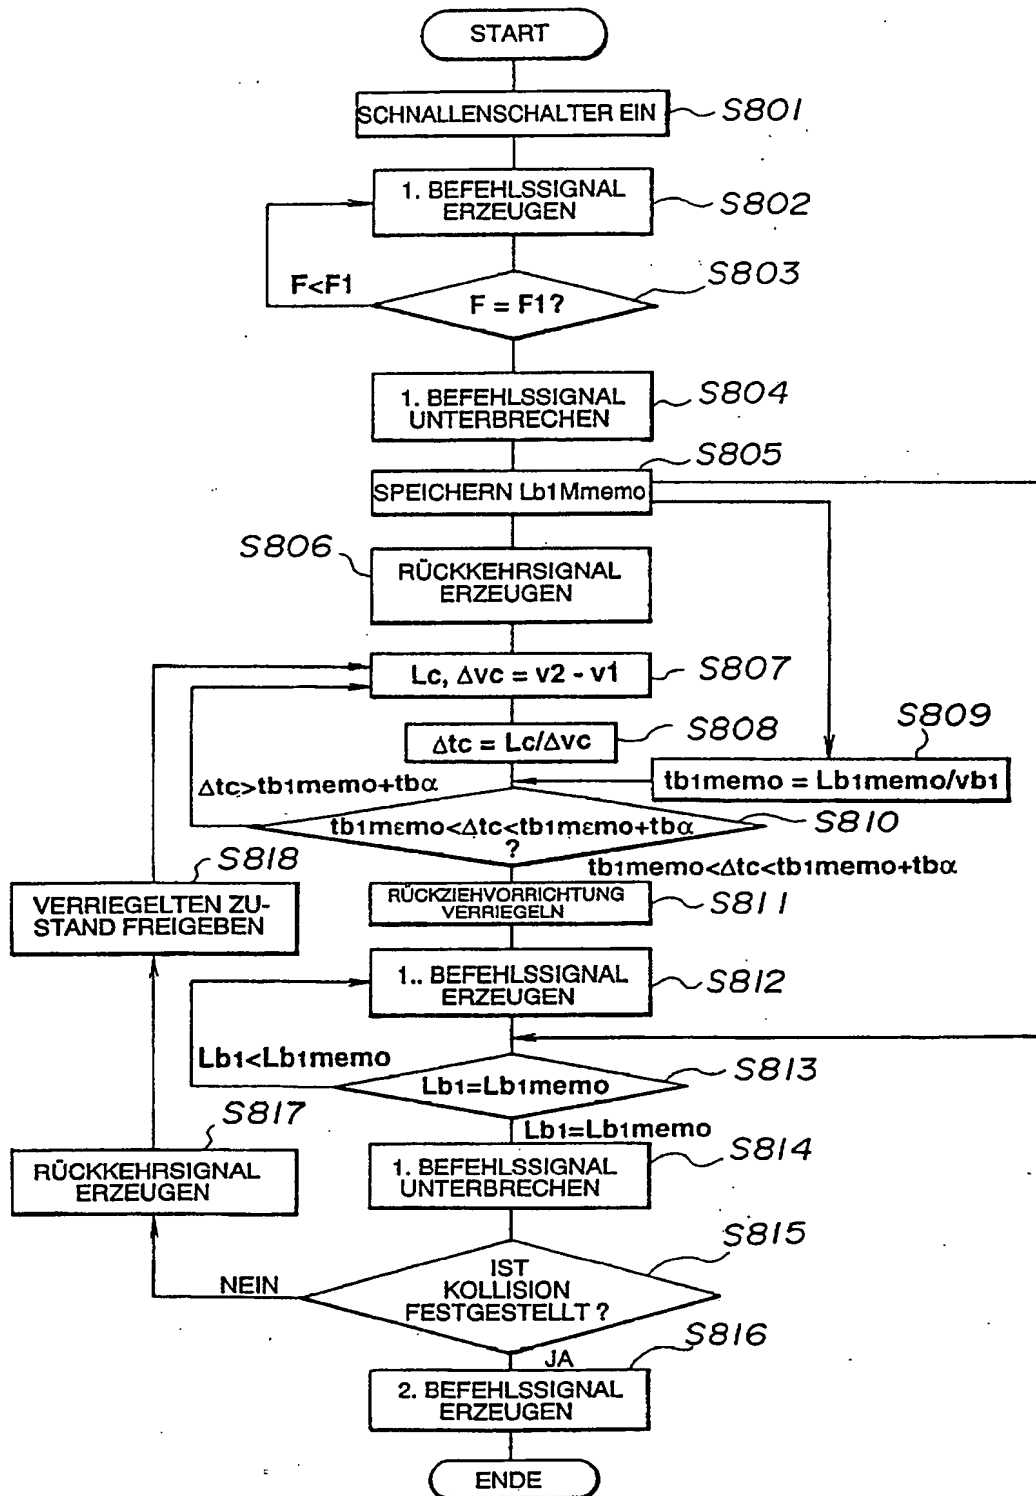 START
SCHNALLENSCHALTER EIN
S801
1. BEFEHLSSIGNAL
ERZEUGEN
S802
F<F1
S803
F = F1?
1. BEFEHLSSIGNAL
UNTERBRECHEN
S804
S805
SPEICHERN Lb1Mmemo
S806
RÜCKKEHRSIGNAL
ERZEUGEN
Lc, Δvc = v2 - v1
S807
Δtc = Lc/Δvc
S808
S809
tb1memo = Lb1memo/vb1
Δtc>tb1memo+tbα
tb1memo<Δtc<tb1memo+tbα
?
S810
tb1memo<Δtc<tb1memo+tbα
S818
VERRIEGELTEN ZU-
STAND FREIGEBEN
RÜCKZIEHVORRICHTUNG
VERRIEGELN
S811
1.. BEFEHLSSIGNAL
ERZEUGEN
S812
Lb1<Lb1memo
Lb1=Lb1memo
S813
Lb1=Lb1memo
S817
RÜCKKEHRSIGNAL
ERZEUGEN
1. BEFEHLSSIGNAL
UNTERBRECHEN
S814
S815
IST
KOLLISION
FESTGESTELLT ?
NEIN
S816
JA
2. BEFEHLSSIGNAL
ERZEUGEN
ENDE